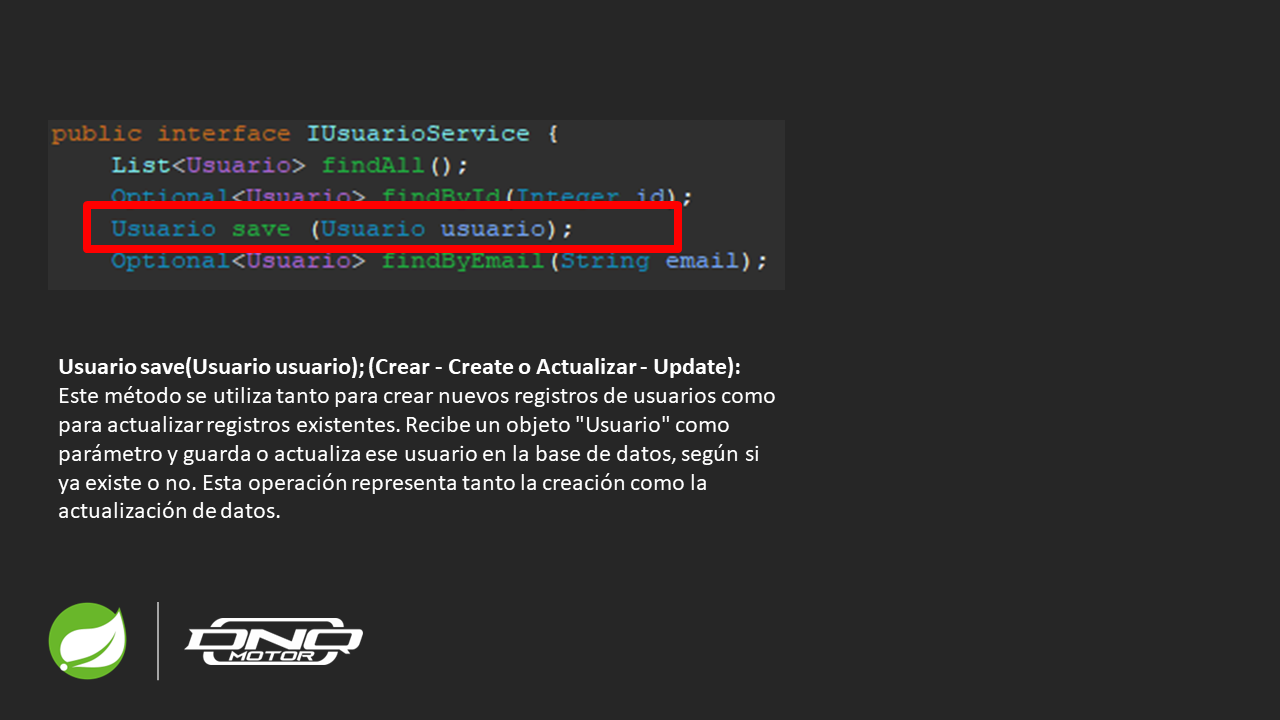 public interface IUsuarioService {
List<Usuario> findAll();
Optional<Usuario> findById(Integer id);
Usuario save (Usuario usuario);
Optional<Usuario> findByEmail(String email);
Usuario save(Usuario usuario); (Crear - Create o Actualizar - Update):
Este método se utiliza tanto para crear nuevos registros de usuarios como
para actualizar registros existentes. Recibe un objeto "Usuario" como
parámetro y guarda o actualiza ese usuario en la base de datos, según si
ya existe o no. Esta operación representa tanto la creación como la
actualización de datos.
DNQ
MOTOR